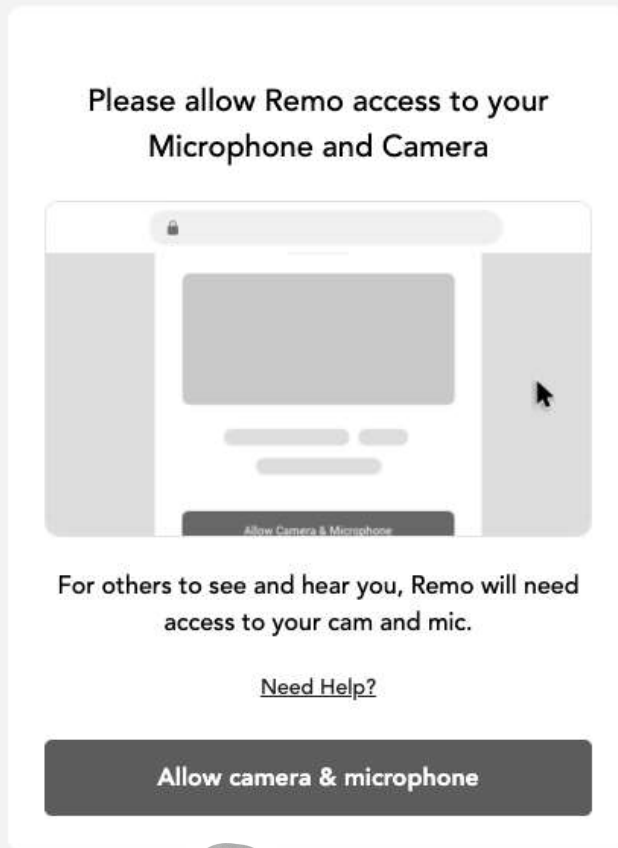 Please allow Remo access to your
Microphone and Camera
Allow Camera & Microphone
For others to see and hear you, Remo will need
access to your cam and mic.
Need Help?
Allow camera & microphone